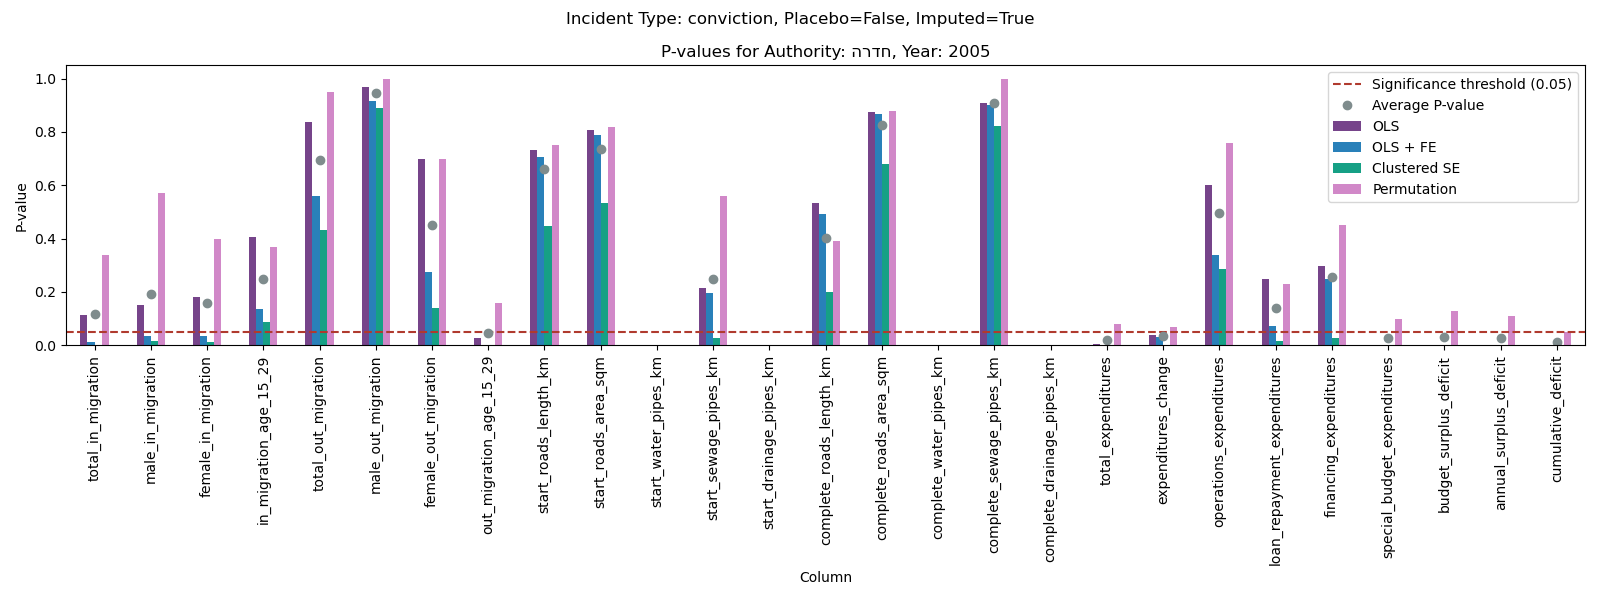 Incident Type: conviction, Placebo=False, Imputed=True
P-values for Authority: חדרה, Year: 2005
P-value
1.0
0.8
0.6
0.4
0.2
0.0
Significance threshold (0.05)
Average P-value
OLS
OLS + FE
Clustered SE
Permutation
total_in_migration
male_in_migration
female_in_migration
in_migration_age_15_29
total_out_migration
male_out_migration
female_out_migration
out_migration_age_15_29
start_roads_length_km
start_roads_area_sqm
start_water_pipes_km
start_sewage_pipes_km
start_drainage_pipes_km
complete_roads_length_km
complete_roads_area_sqm
complete_water_pipes_km
complete_sewage_pipes_km
complete_drainage_pipes_km
total_expenditures
expenditures_change
operations_expenditures
loan_repayment_expenditures
financing_expenditures
special_budget_expenditures
budget_surplus_deficit
annual_surplus_deficit
cumulative_deficit
Column